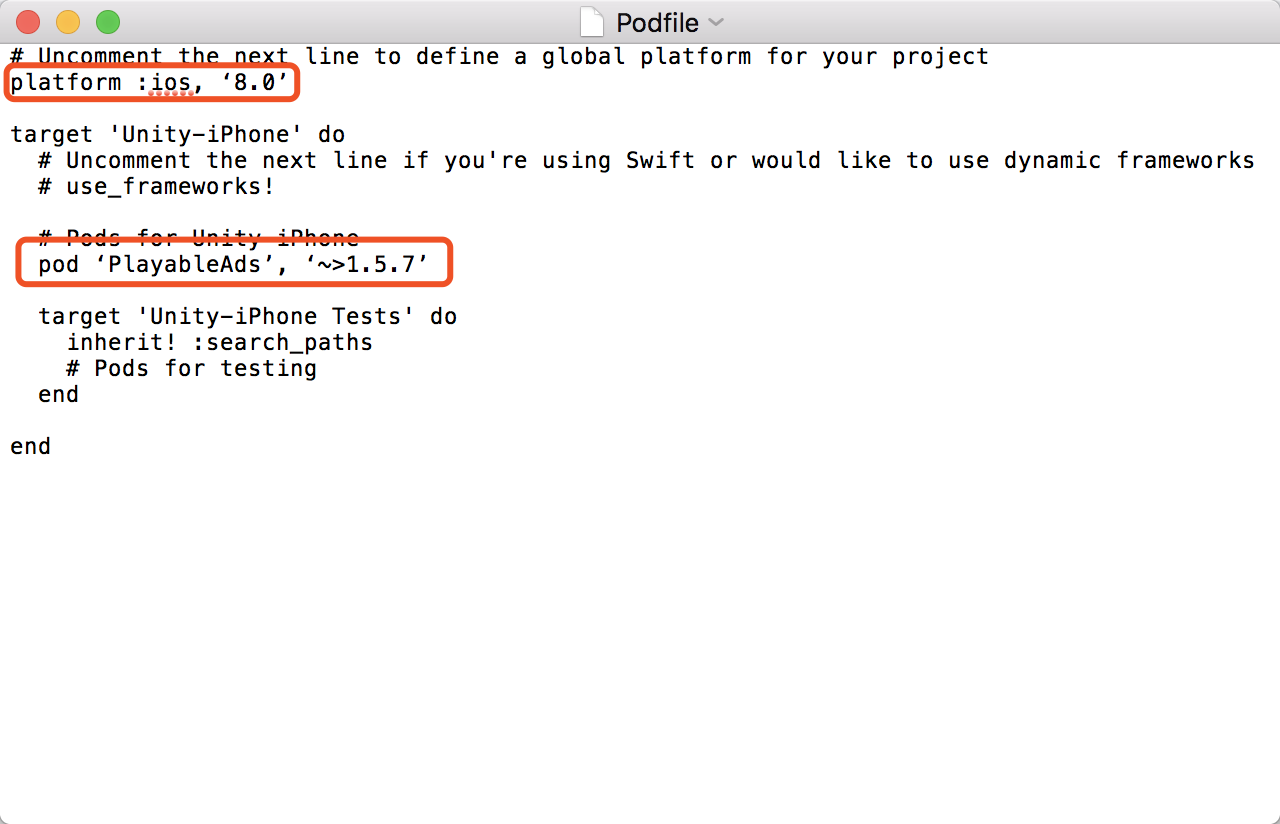 Podfile
# Uncomment the next line to define a global platform for your project
platform :ios, ‘8.0’
target 'Unity-iPhone' do
# Uncomment the next line if you're using Swift or would like to use dynamic frameworks
# use_frameworks!
# Pods for Unity-iPhone
pod ‘PlayableAds’, ‘~>1.5.7’
target 'Unity-iPhone Tests' do
inherit! :search_paths
# Pods for testing
end
end